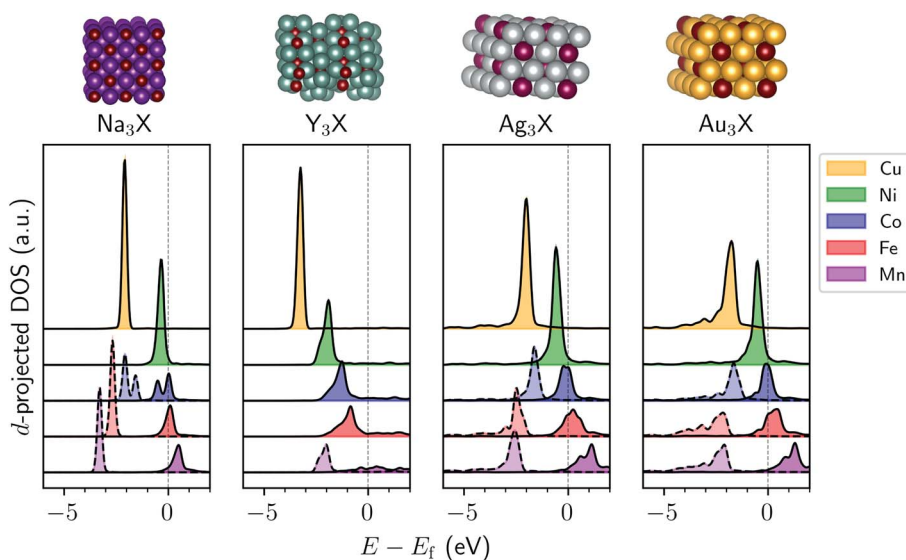 Na₃X
Y₃X
Ag₃X
Au₃X
d-projected DOS (a.u.)
Cu
Ni
Co
Fe
Mn
−5 0
−5 0
−5 0
−5 0
E − E_f (eV)